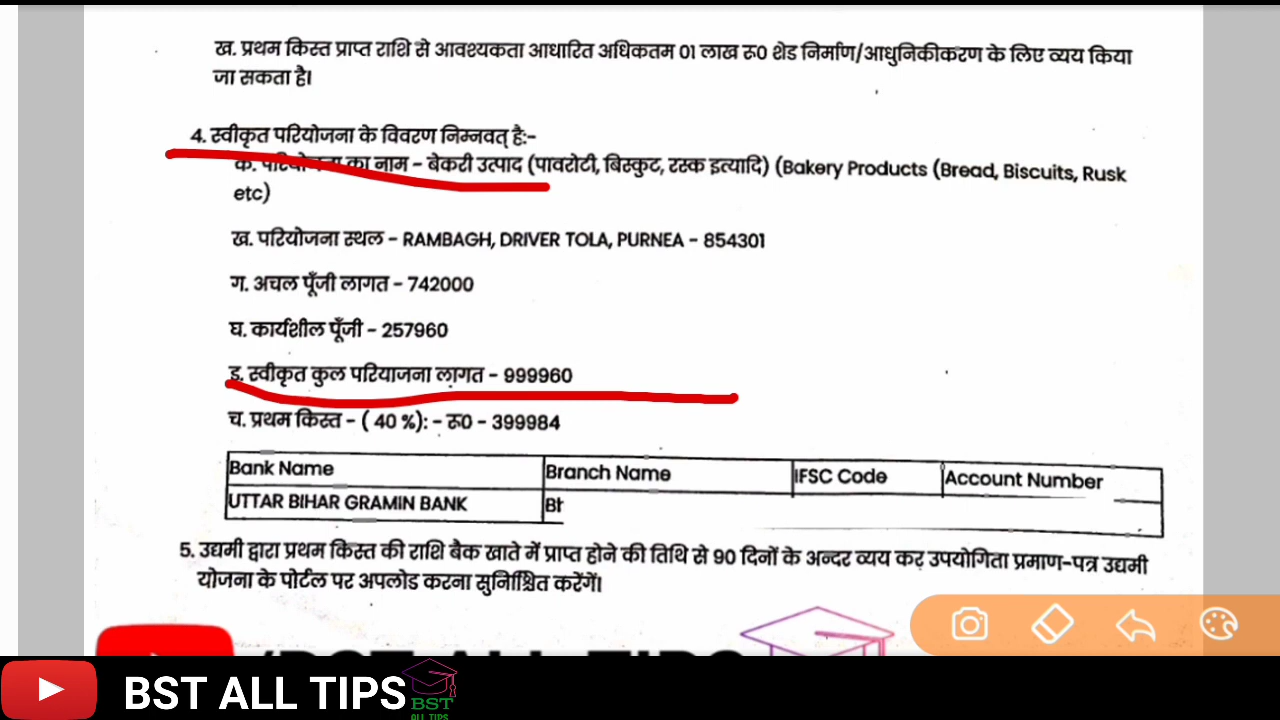 ख. प्रथम किस्त प्राप्त राशि से आवश्यकता आधारित अधिकतम 01 लाख रू0 शेड निर्माण/आधुनिकीकरण के लिए व्यय किया
जा सकता है।
4. स्वीकृत परियोजना के विवरण निम्नवत् है:-
क. परियोजना का नाम - बेकरी उत्पाद (पावरोटी, बिस्कुट, रस्क इत्यादि) (Bakery Products (Bread, Biscuits, Rusk
etc)
ख. परियोजना स्थल - RAMBAGH, DRIVER TOLA, PURNEA - 854301
ग. अचल पूँजी लागत - 742000
घ. कार्यशील पूँजी - 257960
ड. स्वीकृत कुल परियाजना लागत - 999960
च. प्रथम किस्त - ( 40 %): - रू0 - 399984
Bank Name Branch Name IFSC Code Account Number
UTTAR BIHAR GRAMIN BANK
5. उद्यमी द्वारा प्रथम किस्त की राशि बैक खाते में प्राप्त होने की तिथि से 90 दिनों के अन्दर व्यय कर उपयोगिता प्रमाण-पत्र उद्यमी
योजना के पोर्टल पर अपलोड करना सुनिश्चित करेंगें।
BST ALL TIPS
BST
ALL TIPS